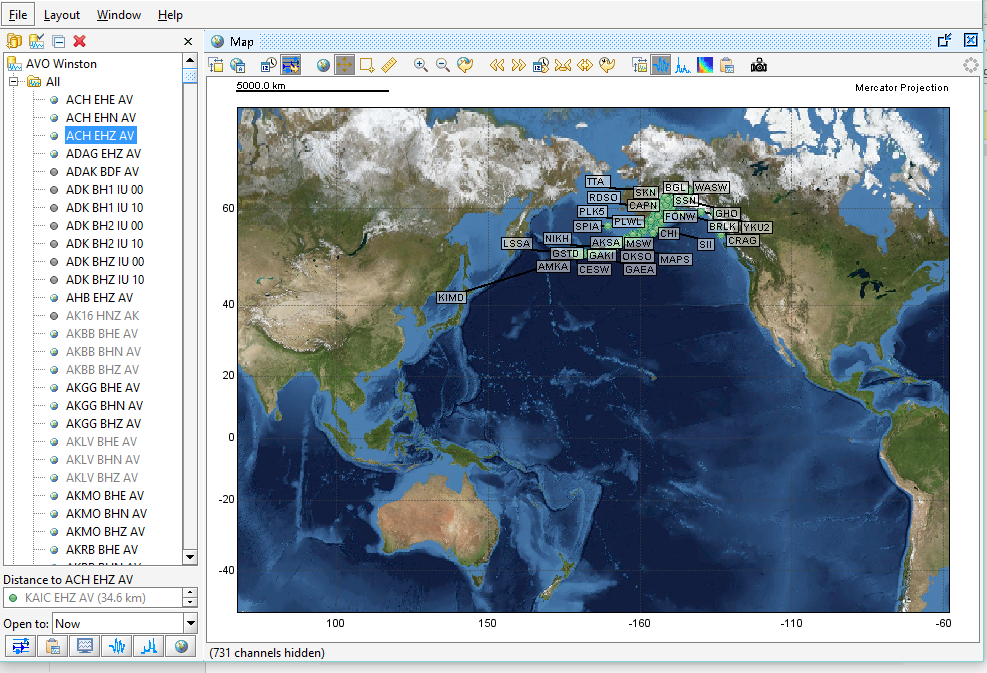 File Layout Window Help
Map
AVO Winston
All
ACH EHE AV
ACH EHN AV
ACH EHZ AV
ADAG EHZ AV
ADAK BDF AV
ADK BH1 IU 00
ADK BH1 IU 10
ADK BH2 IU 00
ADK BH2 IU 10
ADK BHZ IU 00
ADK BHZ IU 10
AHB EHZ AV
AK16 HNZ AK
AKBB BHE AV
AKBB BHN AV
AKBB BHZ AV
AKGG BHE AV
AKGG BHN AV
AKGG BHZ AV
AKLV BHE AV
AKLV BHN AV
AKLV BHZ AV
AKMO BHE AV
AKMO BHN AV
AKMO BHZ AV
AKRB BHE AV
AKRB BHN AV
Distance to ACH EHZ AV
KAIC EHZ AV (34.6 km)
Open to: Now
5000.0 km
Mercator Projection
TTA
SKN BGL WASW
RDSO CAPN SSN
PLK5 PLWL FONW GHO
SPIA CHI BRLK YKU2
LSSA NIKH AKSA MSW SII CRAG
GSTD GAKI OKSO MAPS
AMKA CESW GAEA
KIMD
60
40
20
0
-20
-40
100 150 -160 -110 -60
(731 channels hidden)